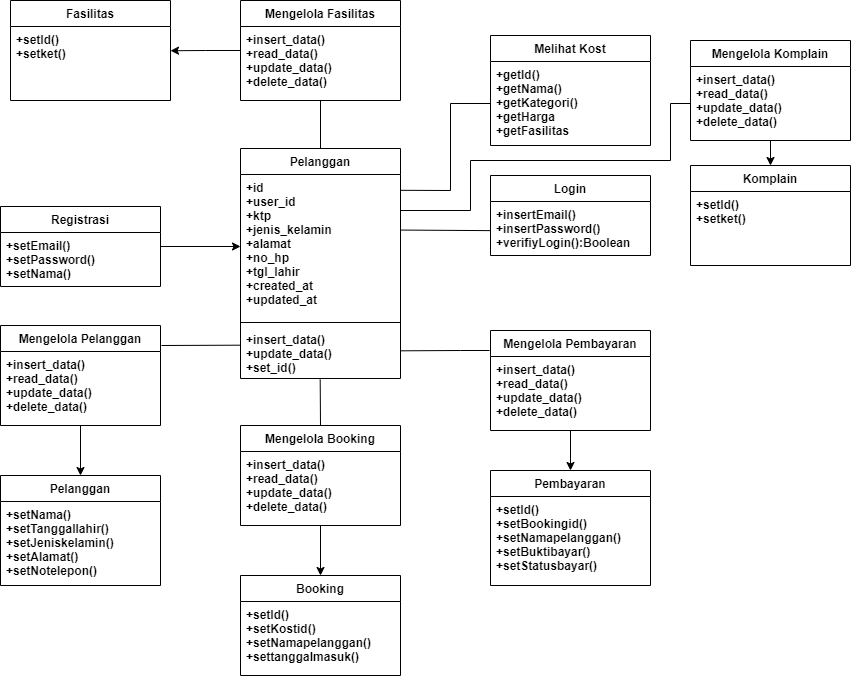 Fasilitas
+setId()
+setket()
Mengelola Fasilitas
+insert_data()
+read_data()
+update_data()
+delete_data()
Melihat Kost
+getId()
+getNama()
+getKategori()
+getHarga
+getFasilitas
Mengelola Komplain
+insert_data()
+read_data()
+update_data()
+delete_data()
Pelanggan
+id
+user_id
+ktp
+jenis_kelamin
+alamat
+no_hp
+tgl_lahir
+created_at
+updated_at
+insert_data()
+update_data()
+set_id()
Login
+insertEmail()
+insertPassword()
+verifiyLogin():Boolean
Komplain
+setId()
+setket()
Registrasi
+setEmail()
+setPassword()
+setNama()
Mengelola Pelanggan
+insert_data()
+read_data()
+update_data()
+delete_data()
Mengelola Pembayaran
+insert_data()
+read_data()
+update_data()
+delete_data()
Mengelola Booking
+insert_data()
+read_data()
+update_data()
+delete_data()
Pelanggan
+setNama()
+setTanggallahir()
+setJeniskelamin()
+setAlamat()
+setNotelepon()
Pembayaran
+setId()
+setBookingid()
+setNamapelanggan()
+setBuktibayar()
+setStatusbayar()
Booking
+setId()
+setKostid()
+setNamapelanggan()
+settanggalmasuk()